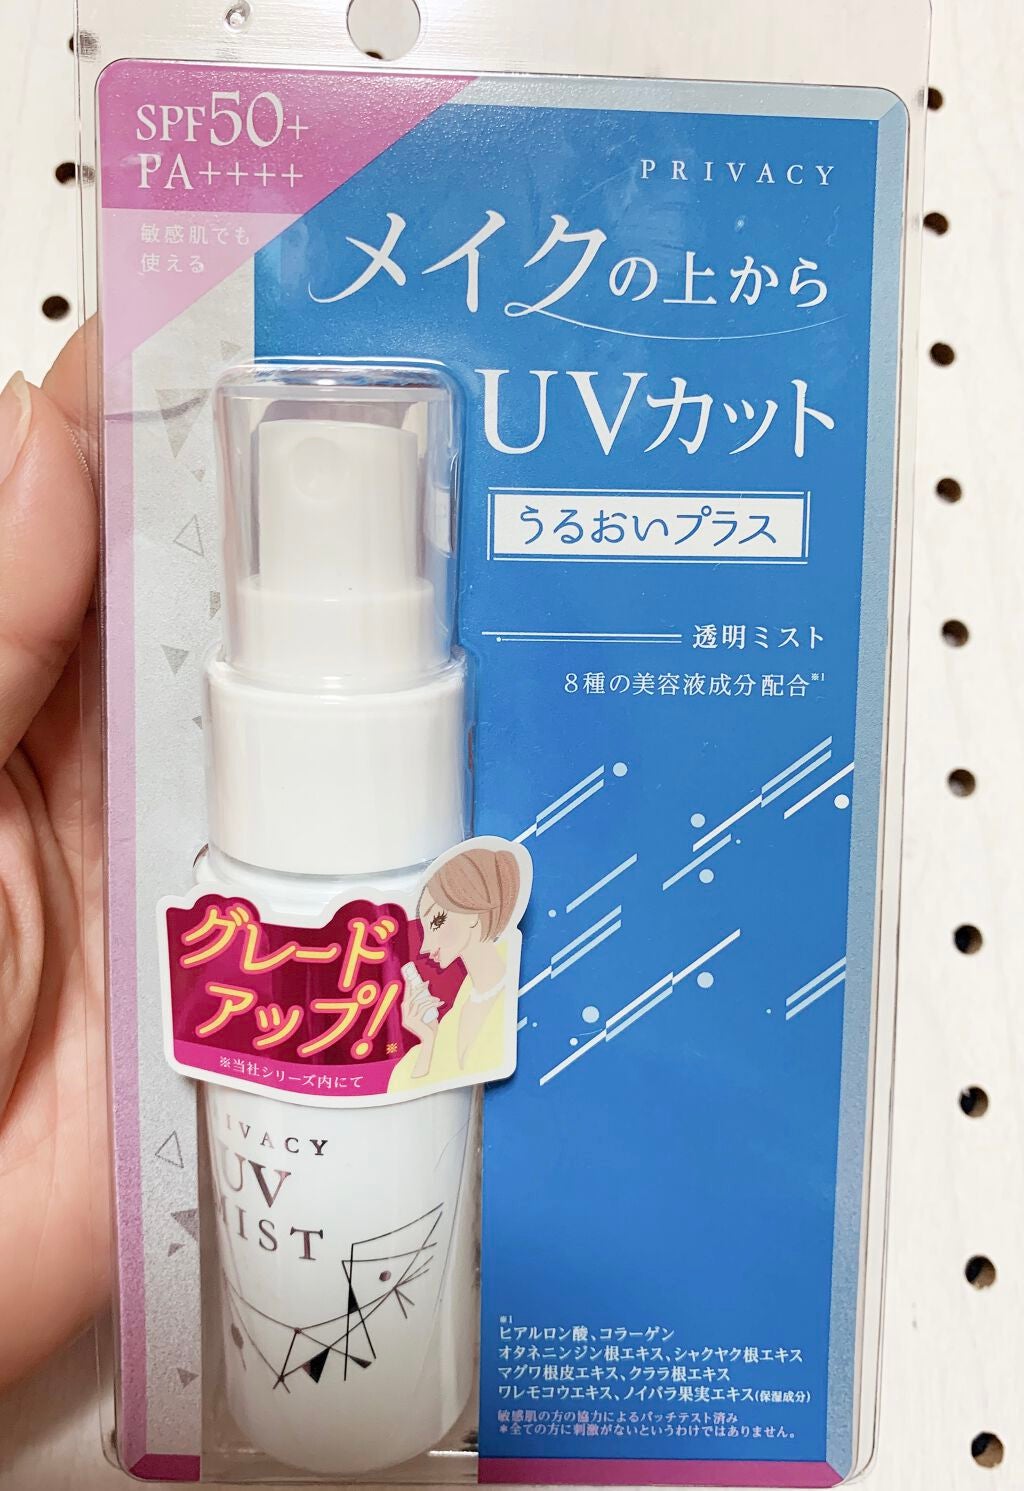 SPF50+
PA++++
敏感肌でも
使える
PRIVACY
メイクの上から
UVカット
うるおいプラス
透明ミスト
8種の美容液成分配合※1
グレード
アップ!※
※当社シリーズ内にて
IVACY
UV
MIST
※1
ヒアルロン酸、コラーゲン
オタネニンジン根エキス、シャクヤク根エキス
マグワ根皮エキス、クララ根エキス
ワレモコウエキス、ノイバラ果実エキス(保湿成分)
敏感肌の方の協力によるパッチテスト済み
*全ての方に刺激がないというわけではありません。